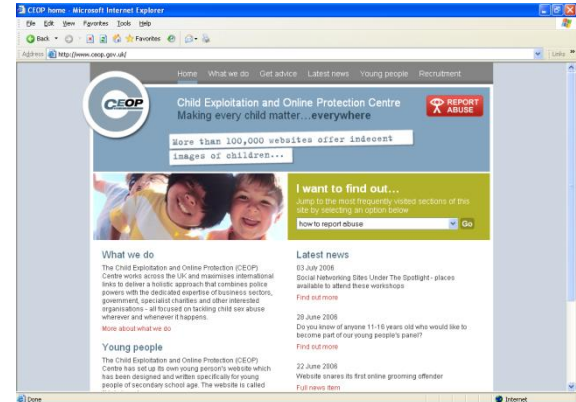 CEOP home - Microsoft Internet Explorer
File Edit View Favorites Tools Help
Back Favorites
Address http://www.ceop.gov.uk/ Go Links
Home What we do Get advice Latest news Young people Recruitment
CEOP
Child Exploitation and Online Protection Centre
Making every child matter...everywhere
REPORT
ABUSE
More than 100,000 websites offer indecent
images of children...
I want to find out...
Jump to the most frequently visited sections of this
site by selecting an option below
how to report abuse Go
What we do
The Child Exploitation and Online Protection (CEOP)
Centre works across the UK and maximises international
links to deliver a holistic approach that combines police
powers with the dedicated expertise of business sectors,
government, specialist charities and other interested
organisations - all focused on tackling child sex abuse
wherever and whenever it happens.
More about what we do
Young people
The Child Exploitation and Online Protection (CEOP)
Centre has set up its own young person's website which
has been designed and written specifically for young
people of secondary school age. The website is called
Latest news
03 July 2006
Social Networking Sites Under The Spotlight - places
available to attend these workshops
Find out more
28 June 2006
Do you know of anyone 11-16 years old who would like to
become part of our young people's panel?
Find out more
22 June 2006
Website snares its first online grooming offender
Full news item
Done Internet